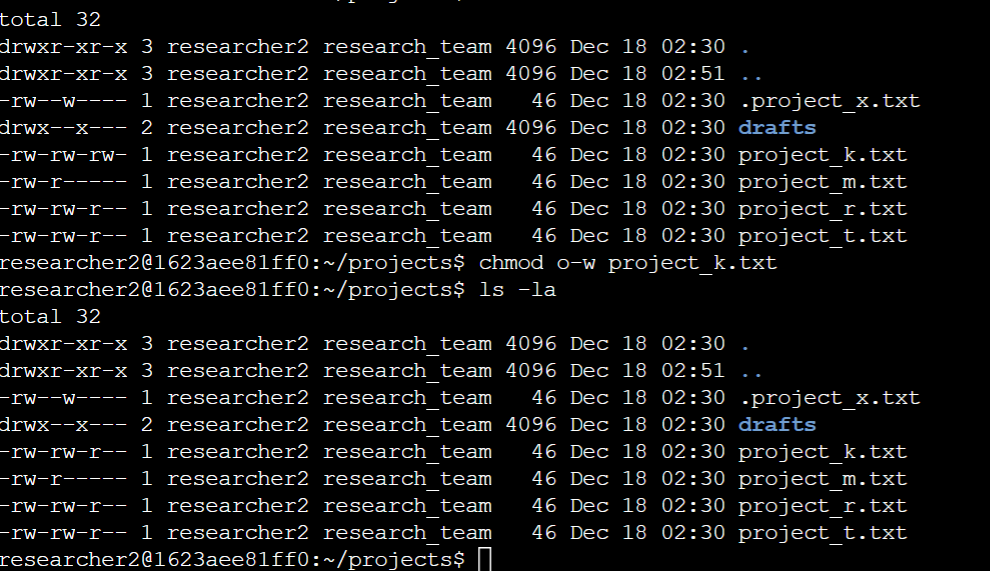 total 32
drwxr-xr-x 3 researcher2 research_team 4096 Dec 18 02:30 .
drwxr-xr-x 3 researcher2 research_team 4096 Dec 18 02:51 ..
-rw--w---- 1 researcher2 research_team   46 Dec 18 02:30 .project_x.txt
drwx--x--- 2 researcher2 research_team 4096 Dec 18 02:30 drafts
-rw-rw-rw- 1 researcher2 research_team   46 Dec 18 02:30 project_k.txt
-rw-r----- 1 researcher2 research_team   46 Dec 18 02:30 project_m.txt
-rw-rw-r-- 1 researcher2 research_team   46 Dec 18 02:30 project_r.txt
-rw-rw-r-- 1 researcher2 research_team   46 Dec 18 02:30 project_t.txt
researcher2@1623aee81ff0:~/projects$ chmod o-w project_k.txt
researcher2@1623aee81ff0:~/projects$ ls -la
total 32
drwxr-xr-x 3 researcher2 research_team 4096 Dec 18 02:30 .
drwxr-xr-x 3 researcher2 research_team 4096 Dec 18 02:51 ..
-rw--w---- 1 researcher2 research_team   46 Dec 18 02:30 .project_x.txt
drwx--x--- 2 researcher2 research_team 4096 Dec 18 02:30 drafts
-rw-rw-r-- 1 researcher2 research_team   46 Dec 18 02:30 project_k.txt
-rw-r----- 1 researcher2 research_team   46 Dec 18 02:30 project_m.txt
-rw-rw-r-- 1 researcher2 research_team   46 Dec 18 02:30 project_r.txt
-rw-rw-r-- 1 researcher2 research_team   46 Dec 18 02:30 project_t.txt
researcher2@1623aee81ff0:~/projects$